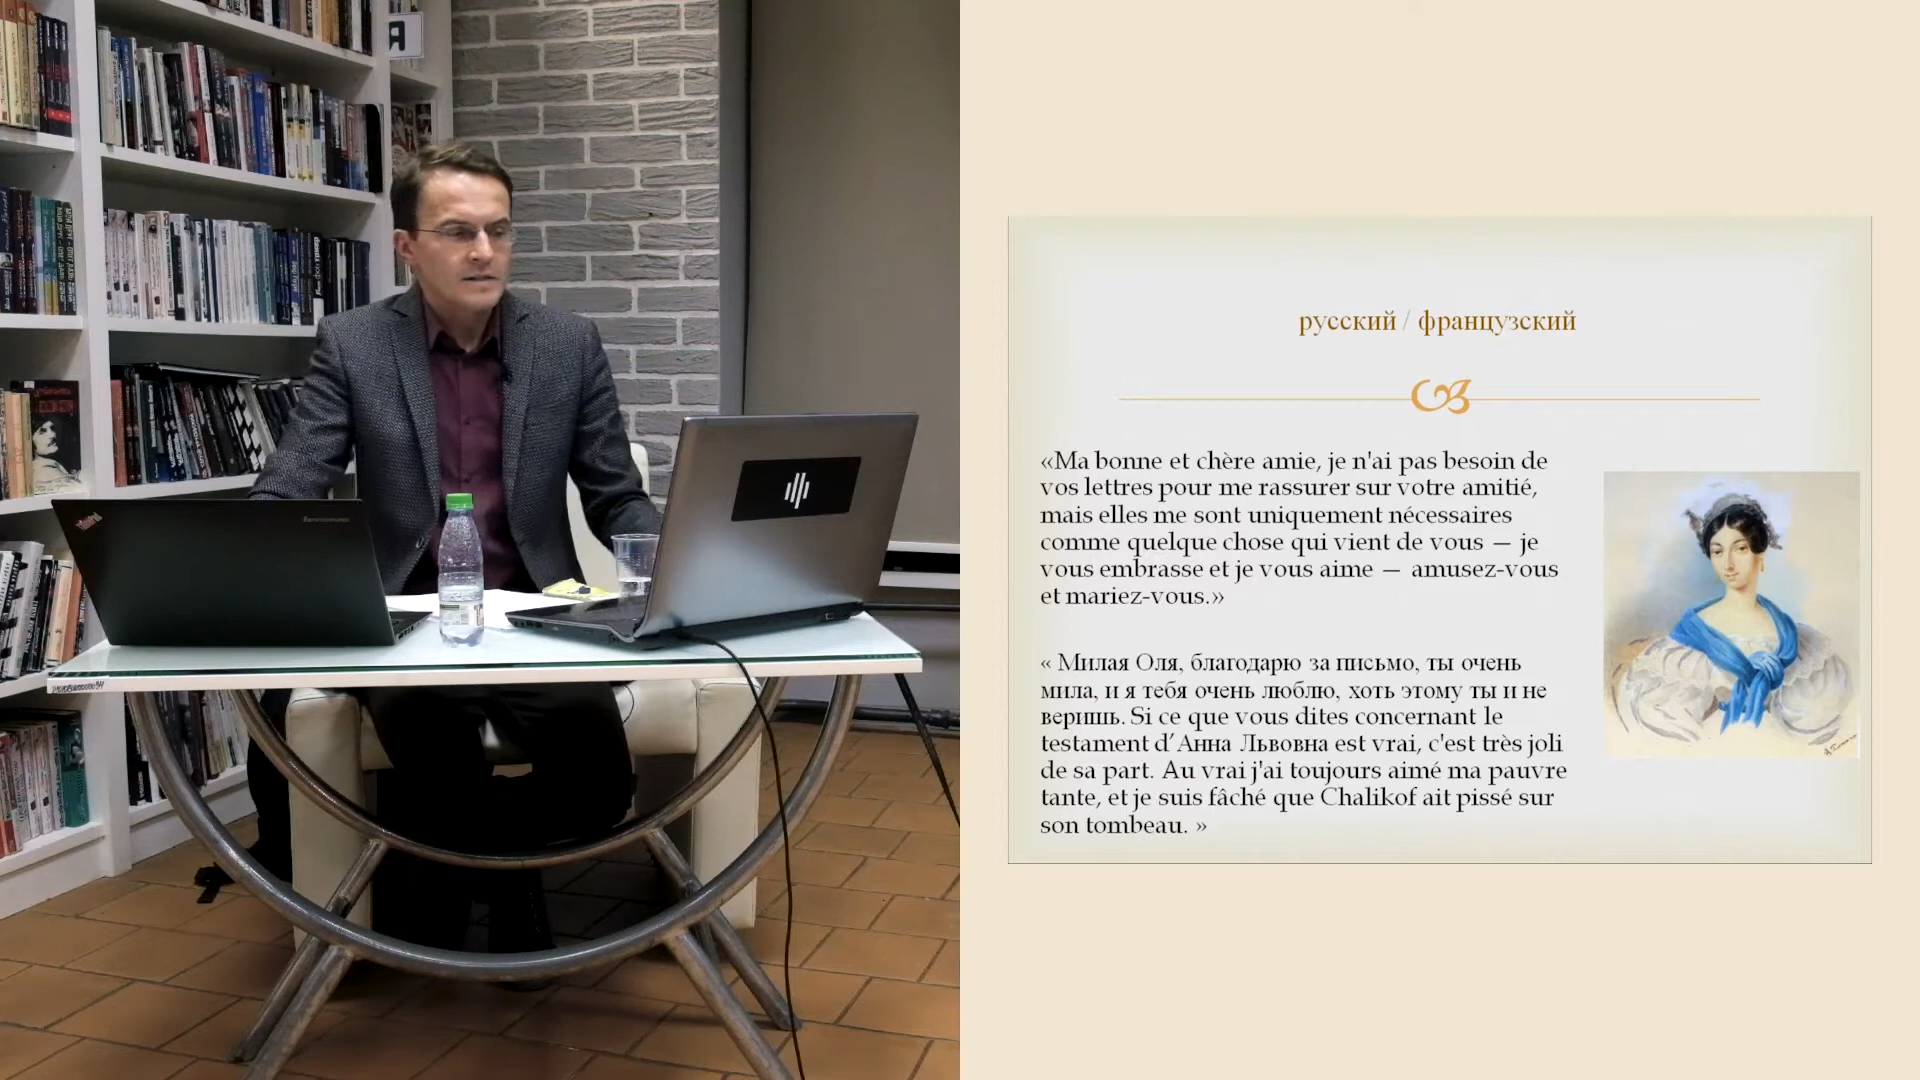 Я
русский / французский
«Ma bonne et chère amie, je n'ai pas besoin de
vos lettres pour me rassurer sur votre amitié,
mais elles me sont uniquement nécessaires
comme quelque chose qui vient de vous — je
vous embrasse et je vous aime — amusez-vous
et mariez-vous.»
« Милая Оля, благодарю за письмо, ты очень
мила, и я тебя очень люблю, хоть этому ты и не
веришь. Si ce que vous dites concernant le
testament d'Анна Львовна est vrai, c'est très joli
de sa part. Au vrai j'ai toujours aimé ma pauvre
tante, et je suis fâché que Chalikof ait pissé sur
son tombeau. »